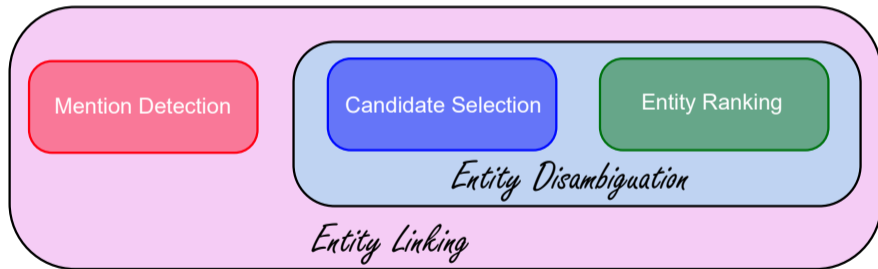 Mention Detection
Candidate Selection
Entity Ranking
Entity Disambiguation
Entity Linking